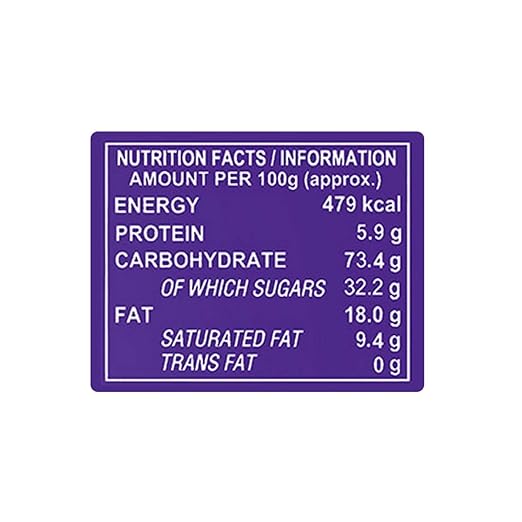 NUTRITION FACTS / INFORMATION
AMOUNT PER 100g (approx.)
ENERGY 479 kcal
PROTEIN 5.9 g
CARBOHYDRATE 73.4 g
OF WHICH SUGARS 32.2 g
FAT 18.0 g
SATURATED FAT 9.4 g
TRANS FAT 0 g